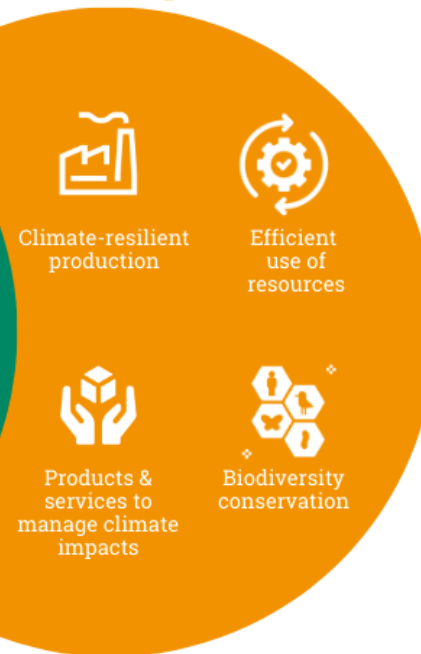 Climate-resilient
production
Efficient
use of
resources
Products &
services to
manage climate
impacts
Biodiversity
conservation